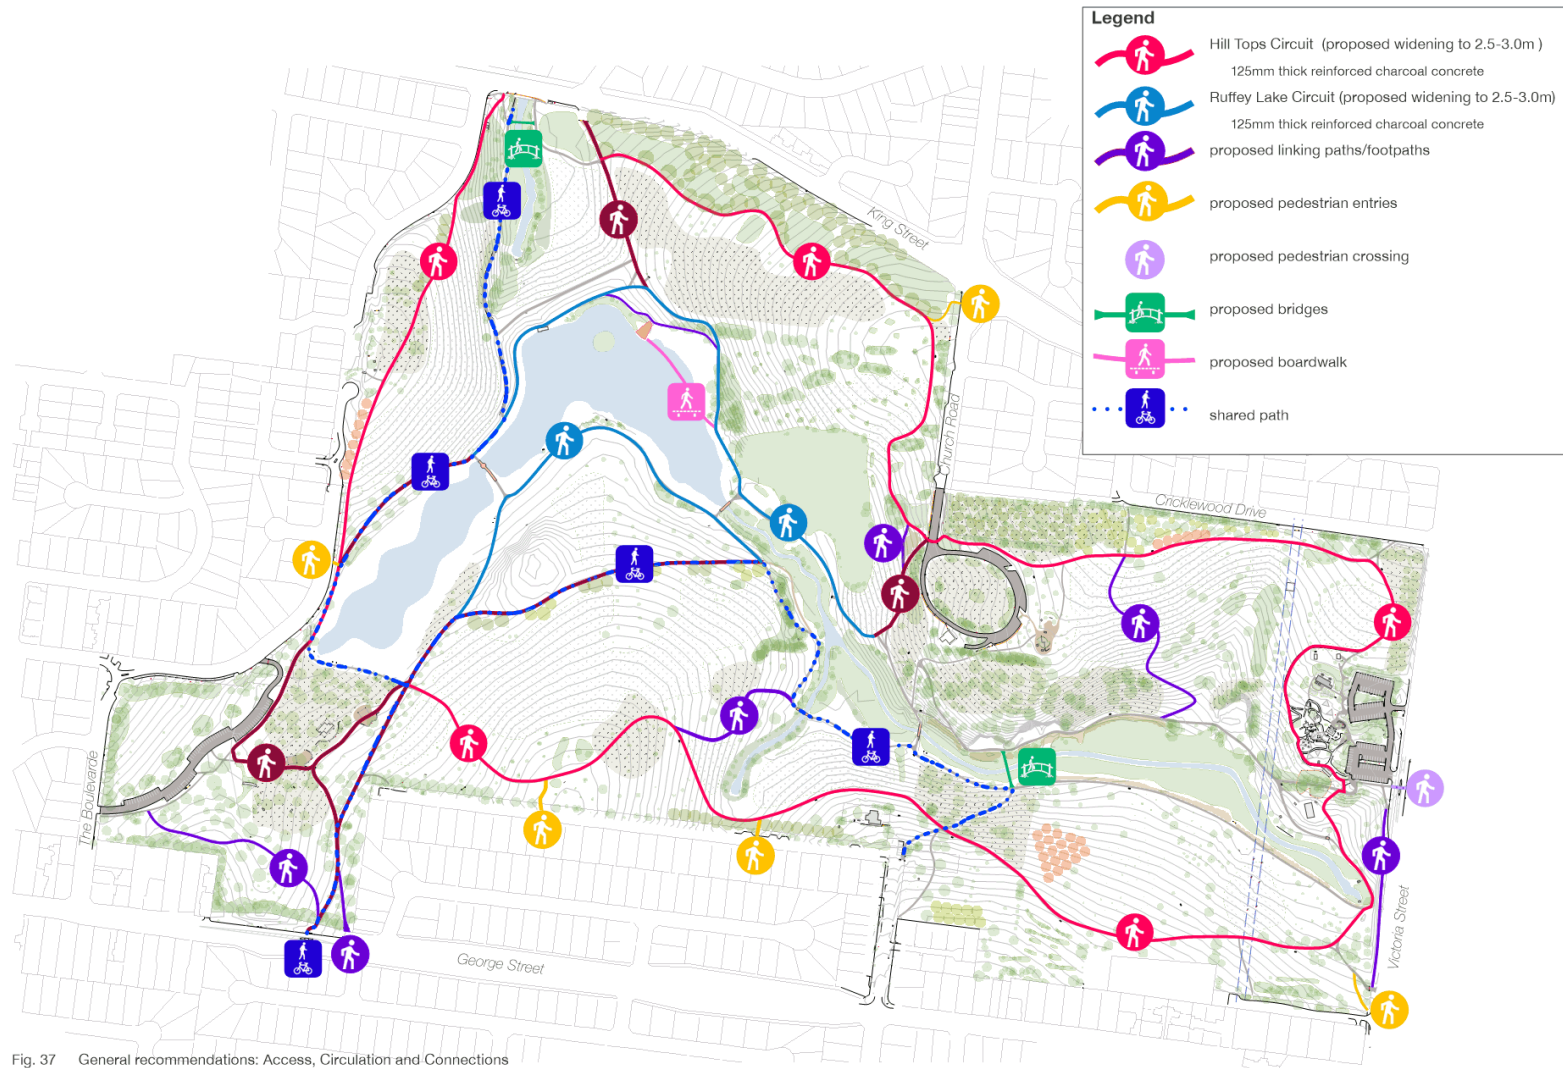 Legend
Hill Tops Circuit (proposed widening to 2.5-3.0m )
125mm thick reinforced charcoal concrete
Ruffey Lake Circuit (proposed widening to 2.5-3.0m)
125mm thick reinforced charcoal concrete
proposed linking paths/footpaths
proposed pedestrian entries
proposed pedestrian crossing
proposed bridges
proposed boardwalk
shared path
King Street
Church Road
Cricklewood Drive
The Boulevarde
George Street
Victoria Street
Fig. 37 General recommendations: Access, Circulation and Connections